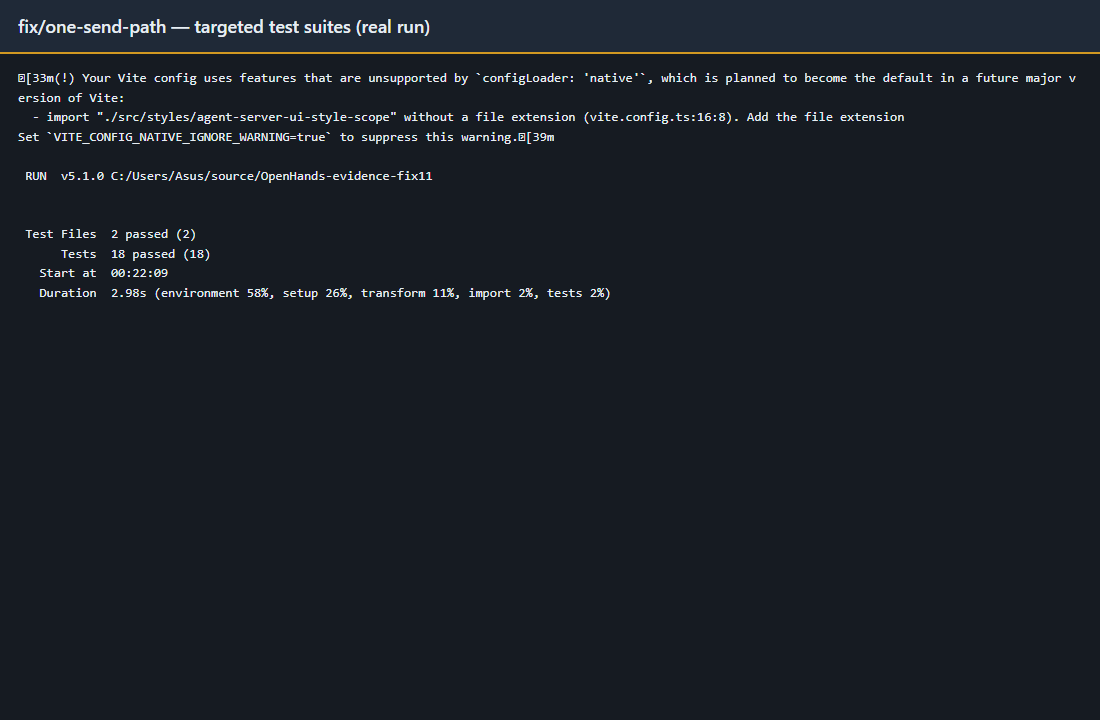 fix/one-send-path — targeted test suites (real run)
[33m(!) Your Vite config uses features that are unsupported by `configLoader: 'native'`, which is planned to become the default in a future major v
ersion of Vite:
  - import "./src/styles/agent-server-ui-style-scope" without a file extension (vite.config.ts:16:8). Add the file extension
Set `VITE_CONFIG_NATIVE_IGNORE_WARNING=true` to suppress this warning.[39m
RUN  v5.1.0 C:/Users/Asus/source/OpenHands-evidence-fix11
Test Files  2 passed (2)
Tests  18 passed (18)
Start at  00:22:09
Duration  2.98s (environment 58%, setup 26%, transform 11%, import 2%, tests 2%)